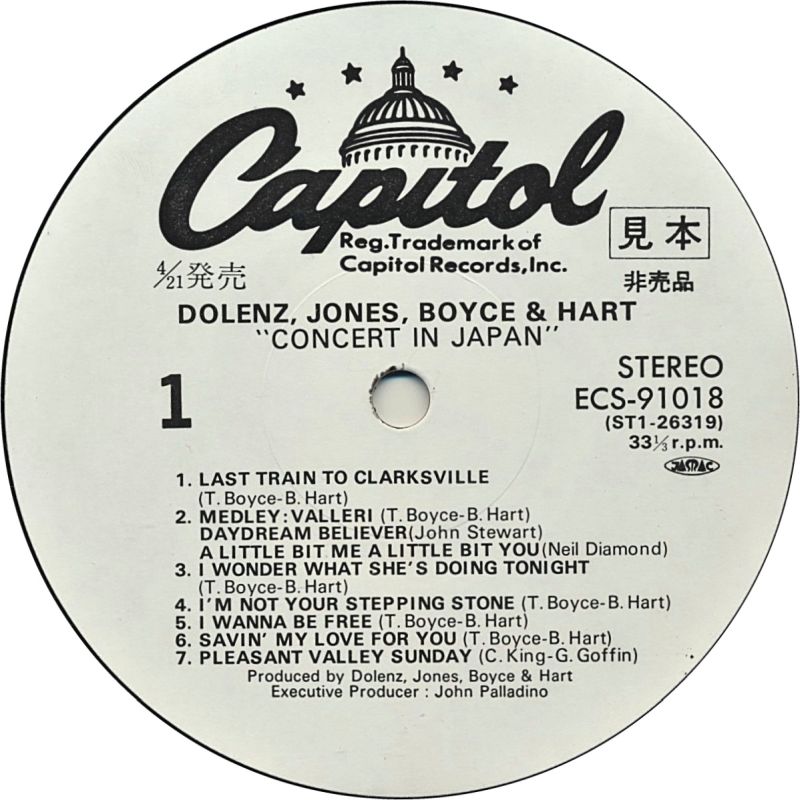 Capitol
Reg.Trademark of
Capitol Records,Inc.
見本
非売品
4/21発売
DOLENZ, JONES, BOYCE & HART
"CONCERT IN JAPAN"
1
STEREO
ECS-91018
(ST1-26319)
33⅓ r.p.m.
JASRAC
1. LAST TRAIN TO CLARKSVILLE
(T. Boyce-B. Hart)
2. MEDLEY:VALLERI (T. Boyce-B. Hart)
DAYDREAM BELIEVER(John Stewart)
A LITTLE BIT ME A LITTLE BIT YOU(Neil Diamond)
3. I WONDER WHAT SHE'S DOING TONIGHT
(T. Boyce-B. Hart)
4. I'M NOT YOUR STEPPING STONE (T. Boyce-B. Hart)
5. I WANNA BE FREE (T. Boyce-B. Hart)
6. SAVIN' MY LOVE FOR YOU (T. Boyce-B. Hart)
7. PLEASANT VALLEY SUNDAY (C. King-G. Goffin)
Produced by Dolenz, Jones, Boyce & Hart
Executive Producer : John Palladino